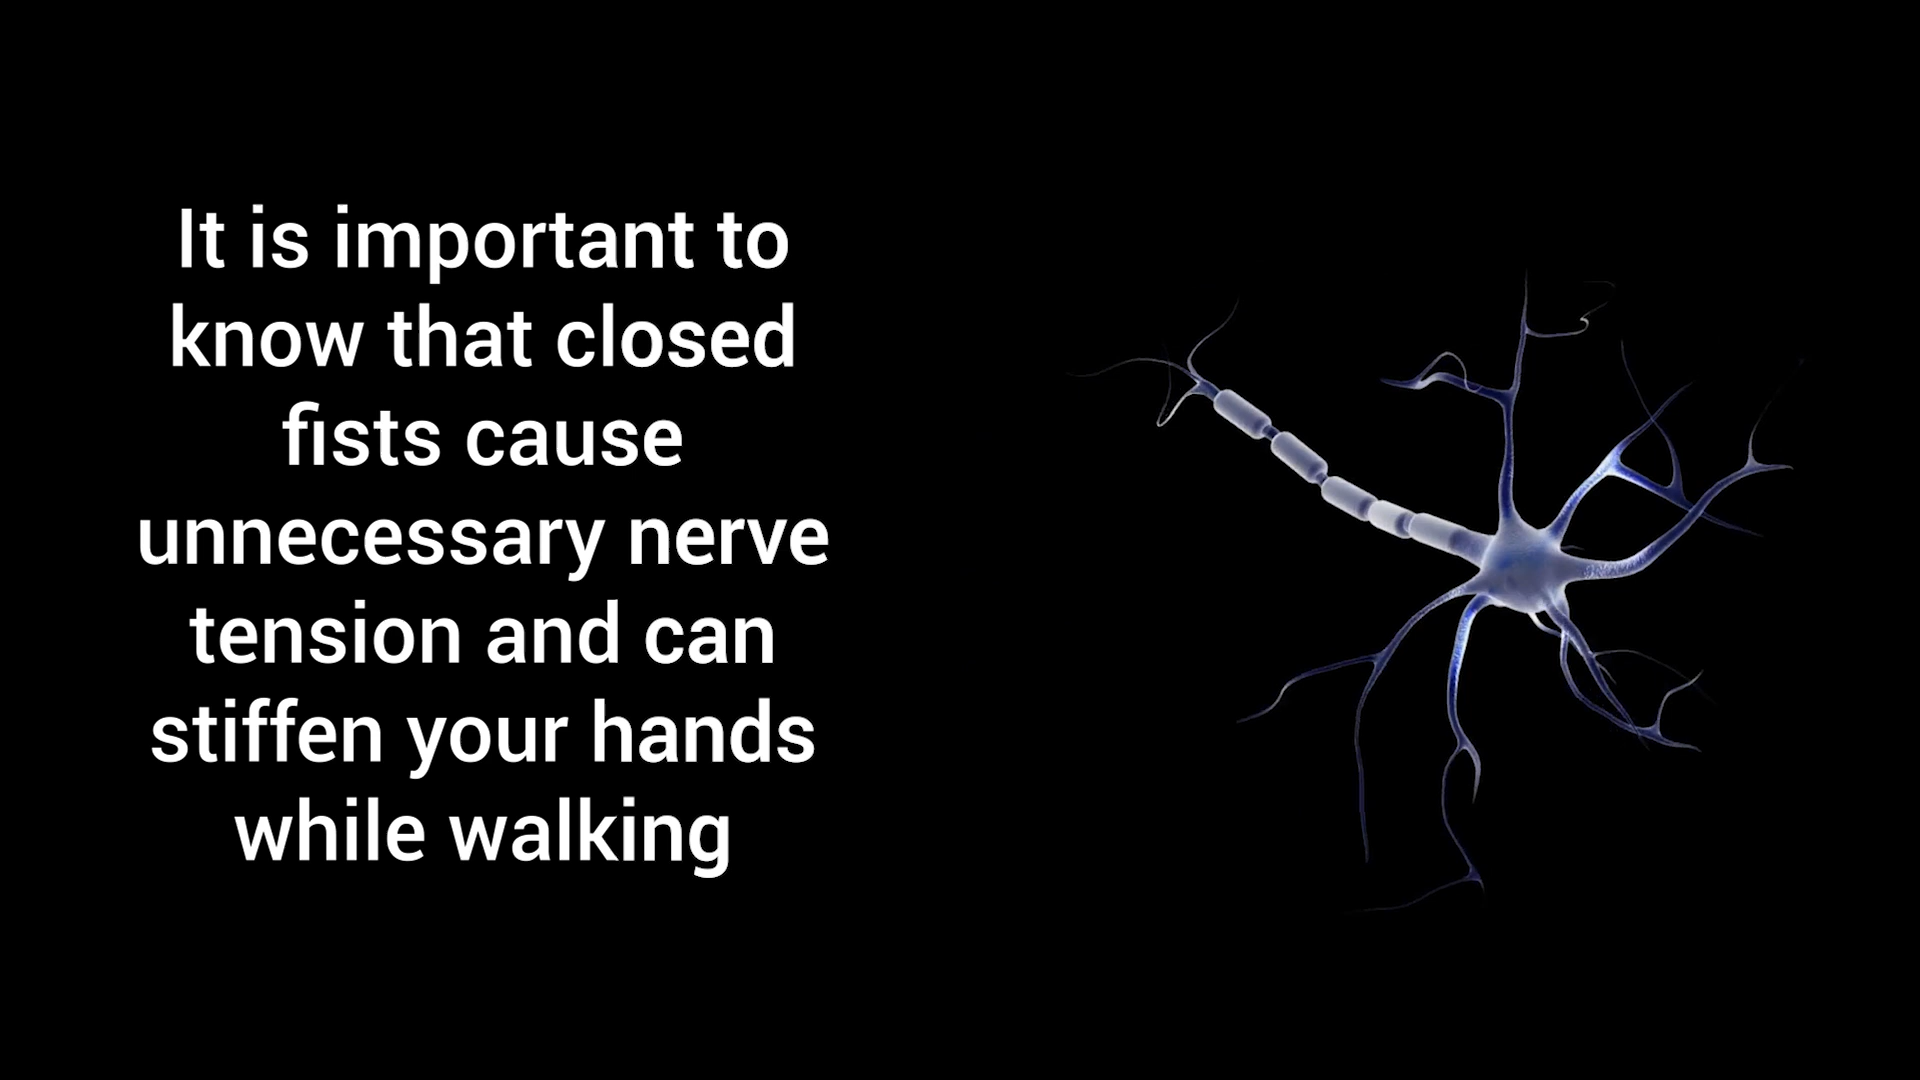 It is important to
know that closed
fists cause
unnecessary nerve
tension and can
stiffen your hands
while walking